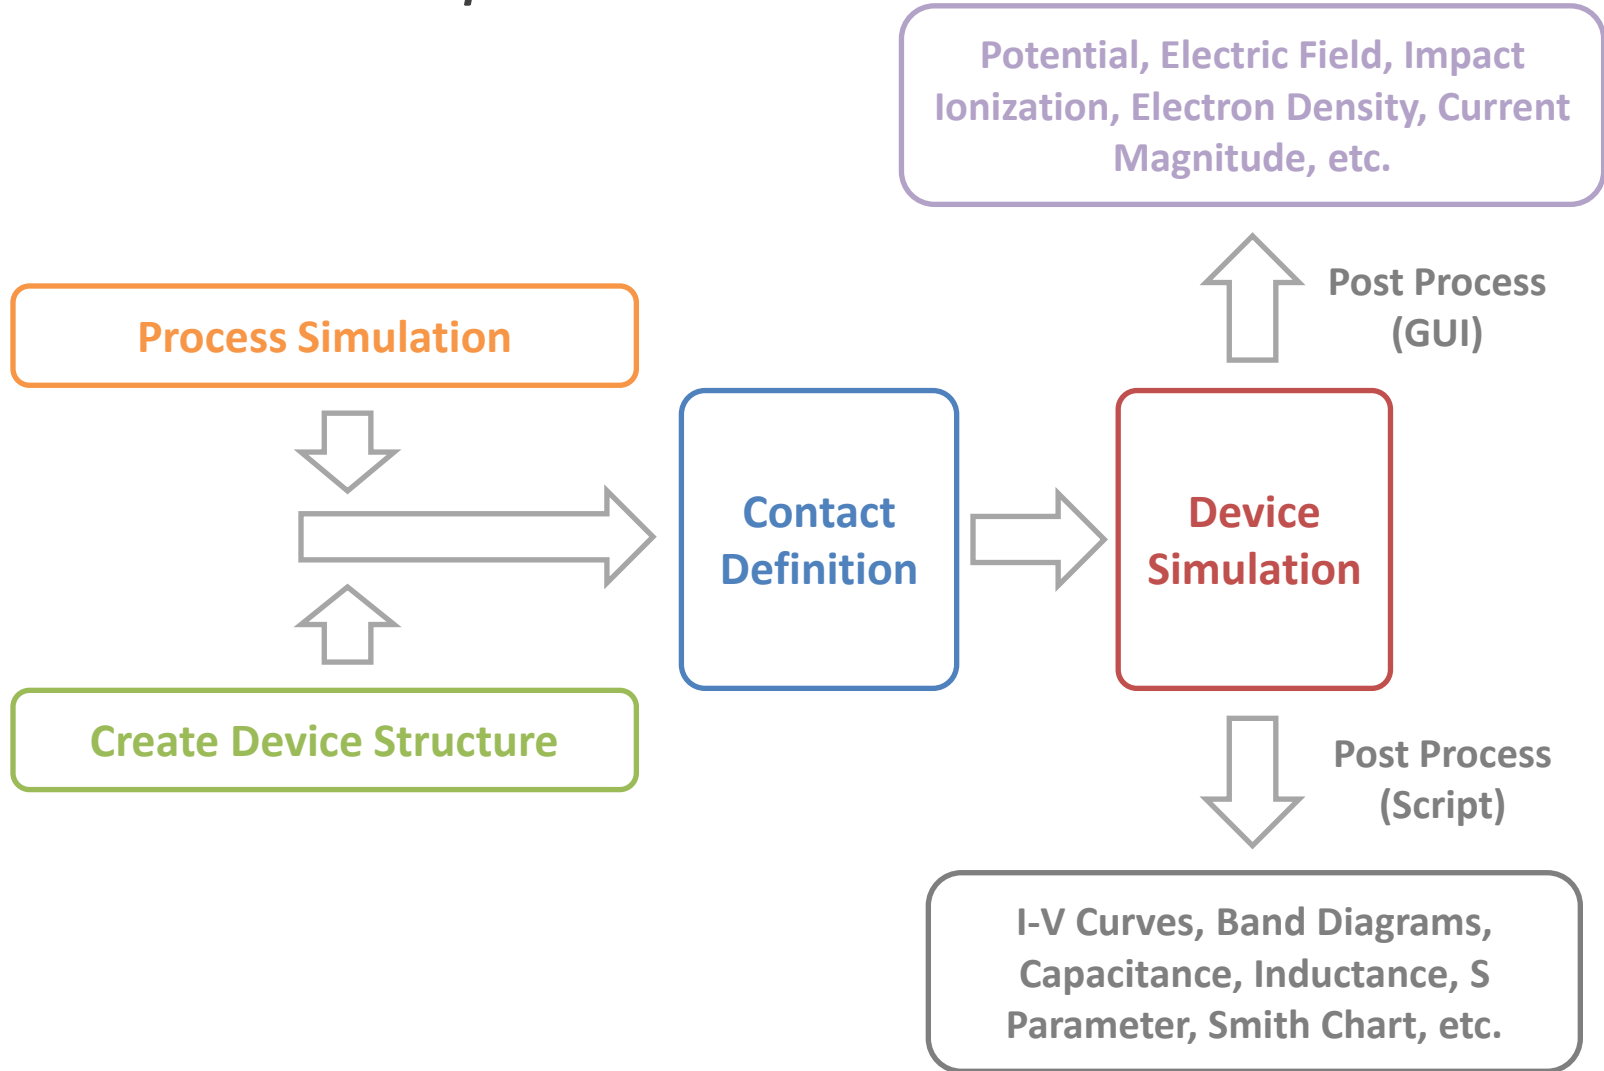 Potential, Electric Field, Impact
Ionization, Electron Density, Current
Magnitude, etc.
Post Process
(GUI)
Process Simulation
Contact
Definition
Device
Simulation
Create Device Structure
Post Process
(Script)
I-V Curves, Band Diagrams,
Capacitance, Inductance, S
Parameter, Smith Chart, etc.